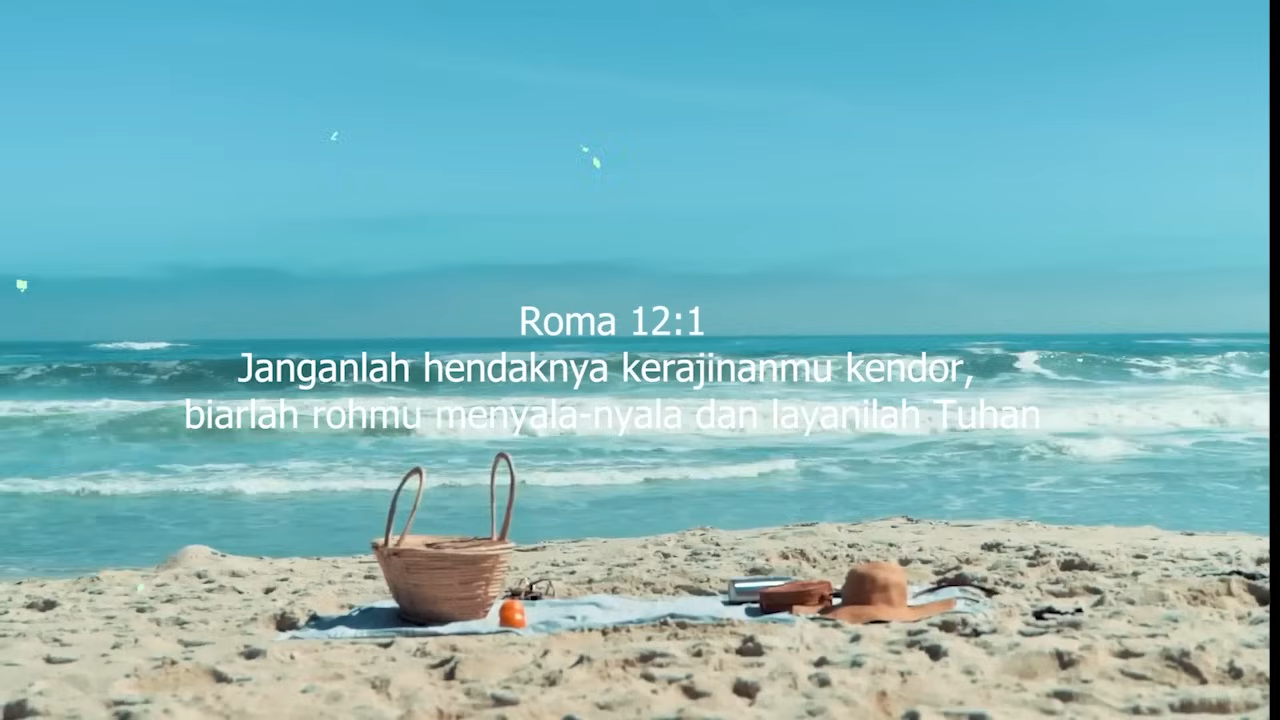 Roma 12:1
Janganlah hendaknya kerajinanmu kendor,
biarlah rohmu menyala-nyala dan layanilah Tuhan